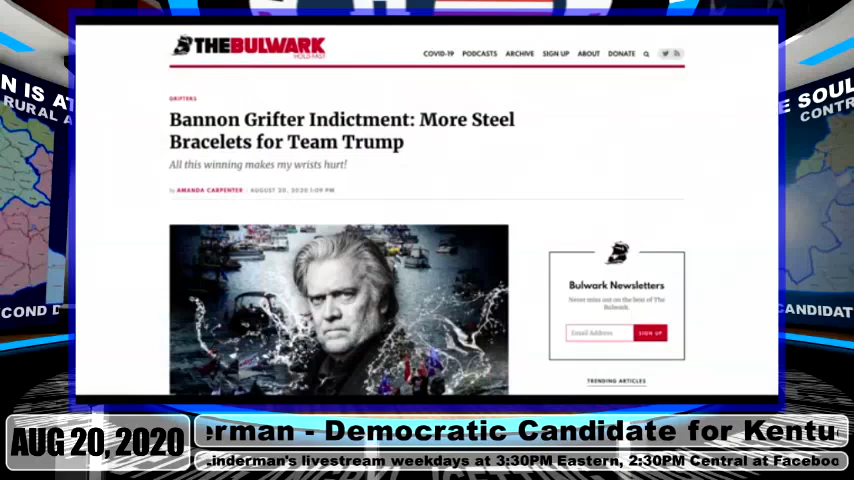 THE BULWARK
HOLD FAST
COVID-19 PODCASTS ARCHIVE SIGN UP ABOUT DONATE
GRIFTERS
Bannon Grifter Indictment: More Steel
Bracelets for Team Trump
All this winning makes my wrists hurt!
by AMANDA CARPENTER · AUGUST 20, 2020 1:09 PM
Bulwark Newsletters
Never miss out on the best of The
Bulwark.
Email Address SIGN UP
TRENDING ARTICLES
N IS AT
RURAL A
COND D
E SOUL
CONTR
CANDIDAT
AUG 20, 2020
erman - Democratic Candidate for Kentu
inderman's livestream weekdays at 3:30PM Eastern, 2:30PM Central at Faceboo